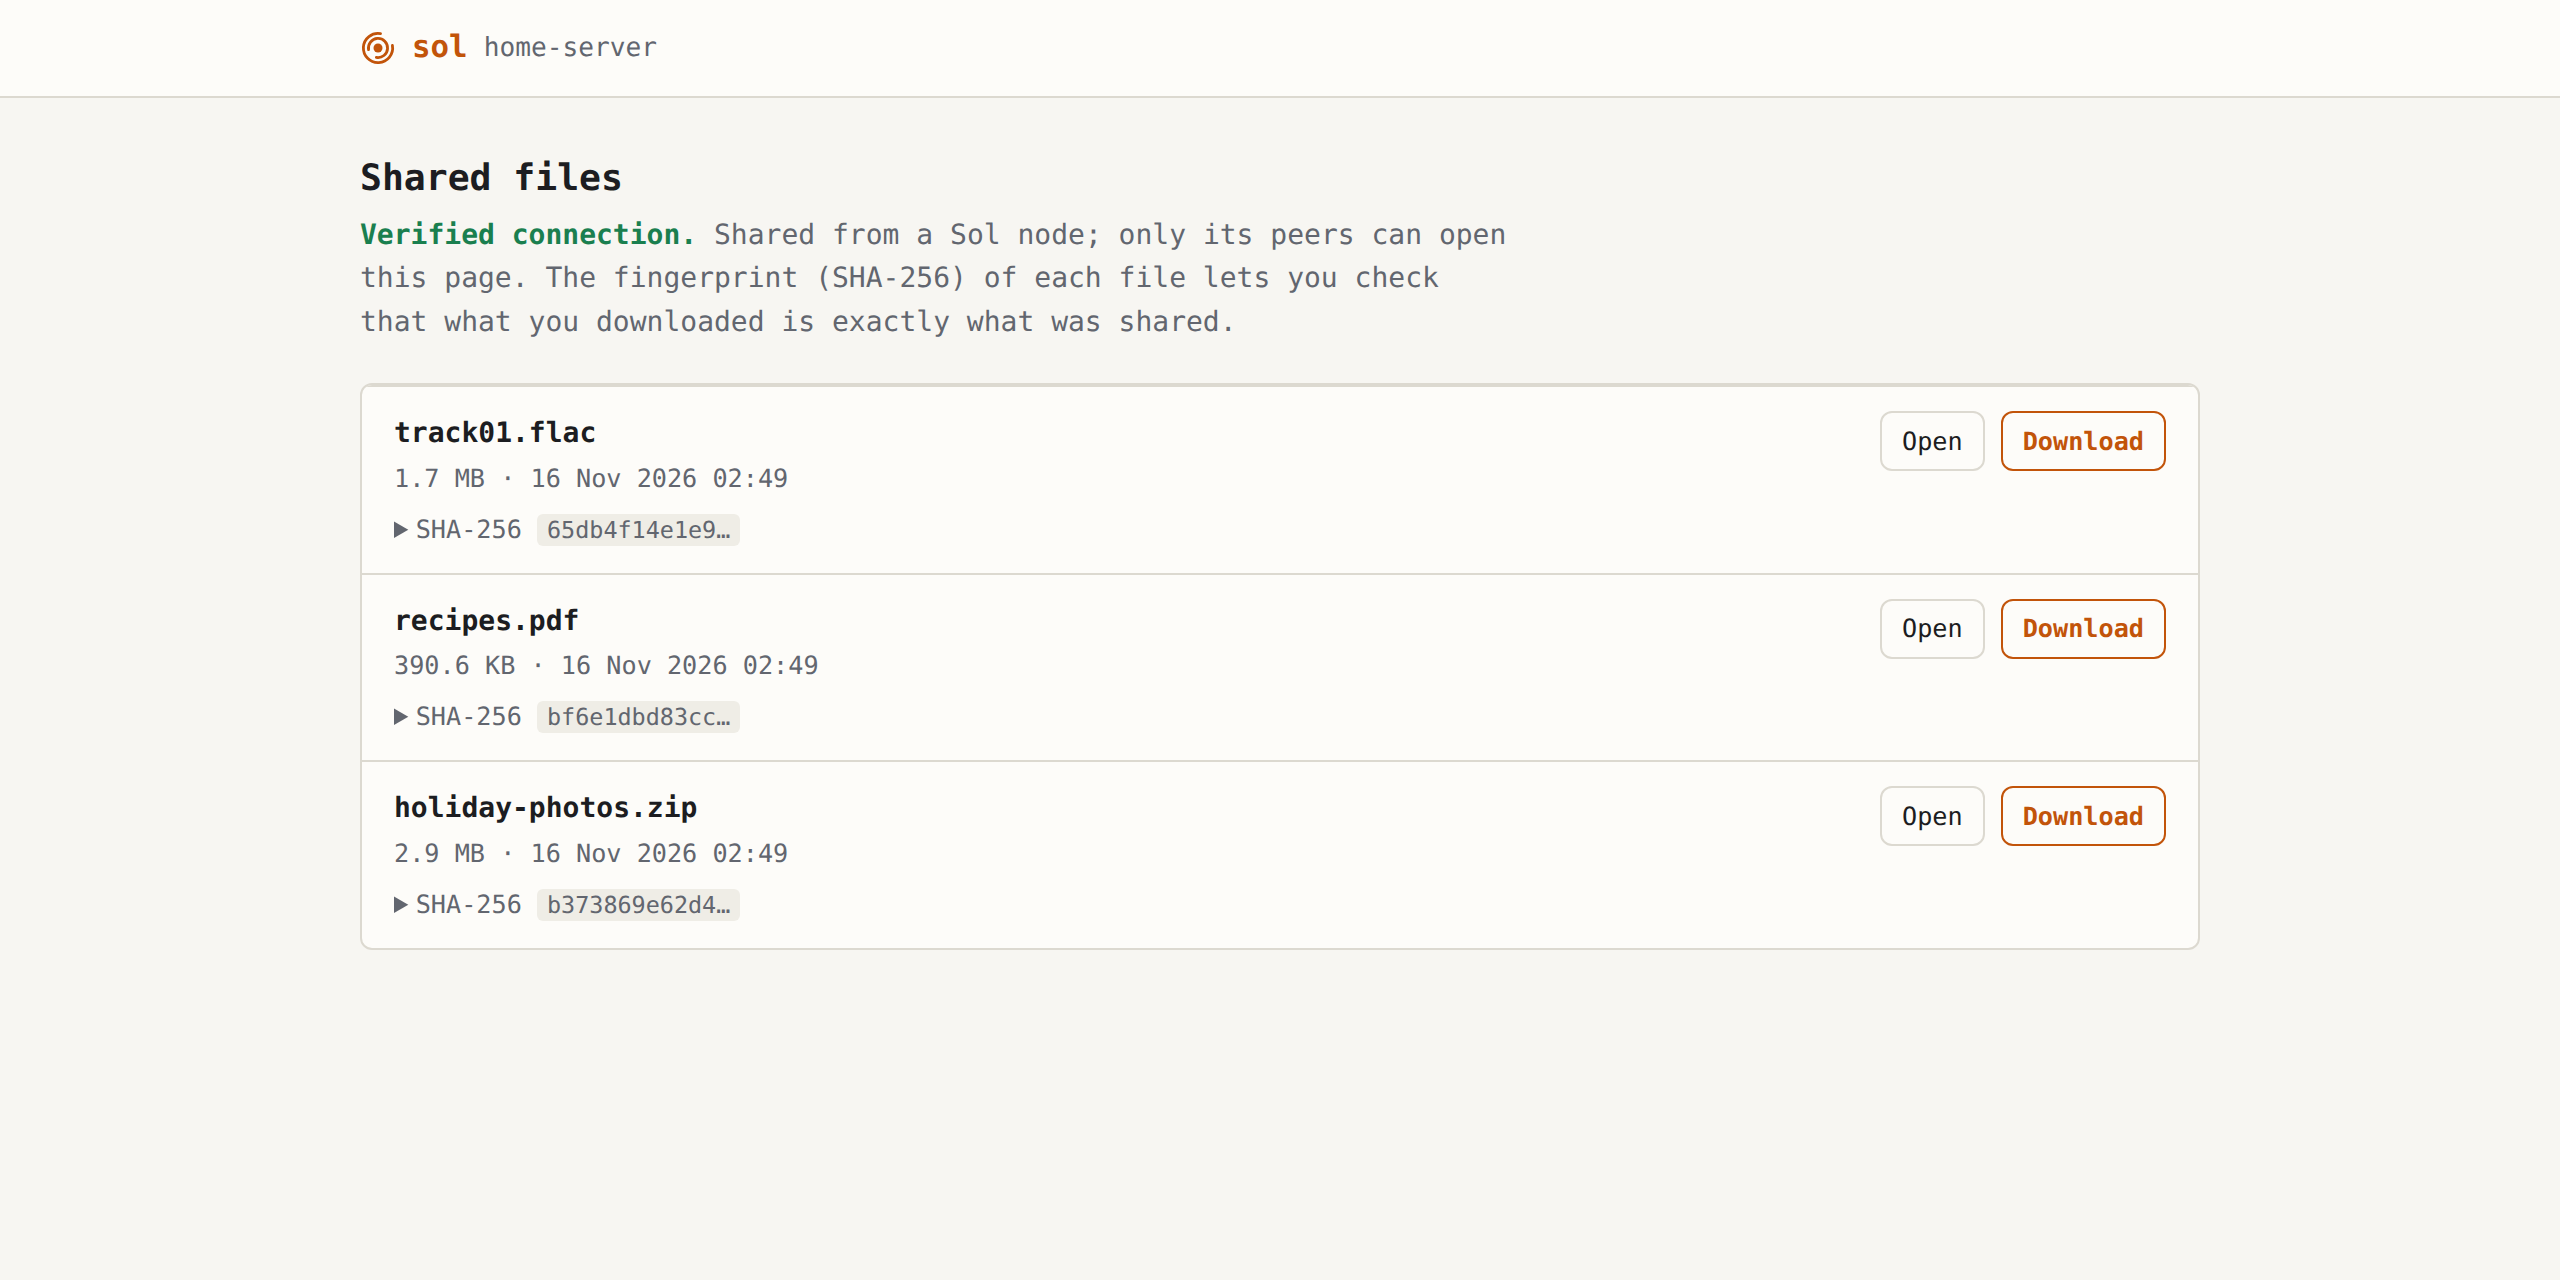 sol home-server
Shared files
Verified connection. Shared from a Sol node; only its peers can open
this page. The fingerprint (SHA-256) of each file lets you check
that what you downloaded is exactly what was shared.
track01.flac
Open Download
1.7 MB · 16 Nov 2026 02:49
SHA-256 65db4f14e1e9…
recipes.pdf
Open Download
390.6 KB · 16 Nov 2026 02:49
SHA-256 bf6e1dbd83cc…
holiday-photos.zip
Open Download
2.9 MB · 16 Nov 2026 02:49
SHA-256 b373869e62d4…